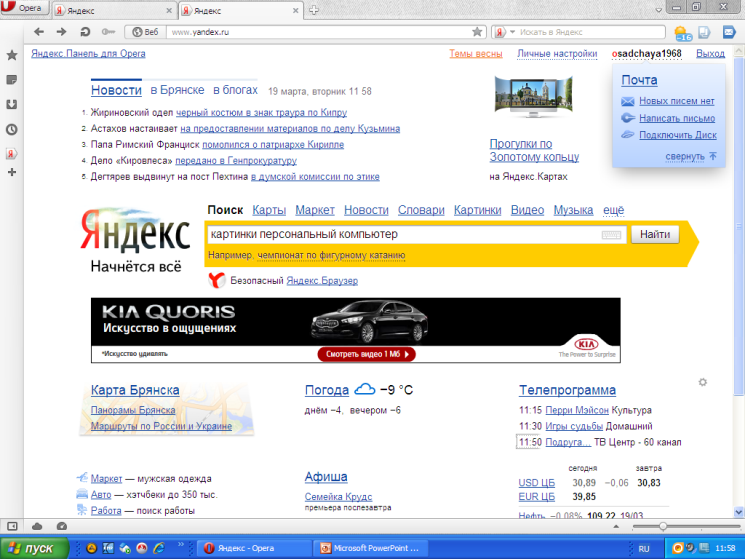 Opera
Яндекс
Яндекс
Веб
www.yandex.ru
Искать в Яндекс
-16
Яндекс.Панель для Opera
Темы весны
Личные настройки
osadchaya1968
Выход
Новости в Брянске в блогах 19 марта, вторник 11 58
1. Жириновский одел черный костюм в знак траура по Кипру
2. Астахов настаивает на предоставлении материалов по делу Кузьмина
3. Папа Римский Франциск помолился о патриархе Кирилле
4. Дело «Кировлеса» передано в Генпрокуратуру
5. Дегтярев выдвинут на пост Пехтина в думской комиссии по этике
Прогулки по
Золотому кольцу
на Яндекс.Картах
Почта
Новых писем нет
Написать письмо
Подключить Диск
свернуть
Яндекс
Начнётся всё
Поиск Карты Маркет Новости Словари Картинки Видео Музыка ещё
картинки персональный компьютер
Найти
Например, чемпионат по фигурному катанию
Безопасный Яндекс.Браузер
KIA QUORIS
Искусство в ощущениях
*Искусство удивлять
Смотреть видео 1 Мб
KIA
The Power to Surprise
Карта Брянска
Панорамы Брянска
Маршруты по России и Украине
Погода −9 °C
днём −4, вечером −6
Телепрограмма
11:15 Перри Мэйсон Культура
11:30 Игры судьбы Домашний
11:50 Подруга... ТВ Центр - 60 канал
Маркет — мужская одежда
Авто — хэтчбеки до 350 тыс.
Работа — поиск работы
Афиша
Семейка Крудс
премьера послезавтра
сегодня завтра
USD ЦБ 30,89 −0,06 30,83
EUR ЦБ 39,85
Нефть −0,08% 109,22 19/03
пуск
Яндекс - Opera
Microsoft PowerPoint ...
RU
11:58